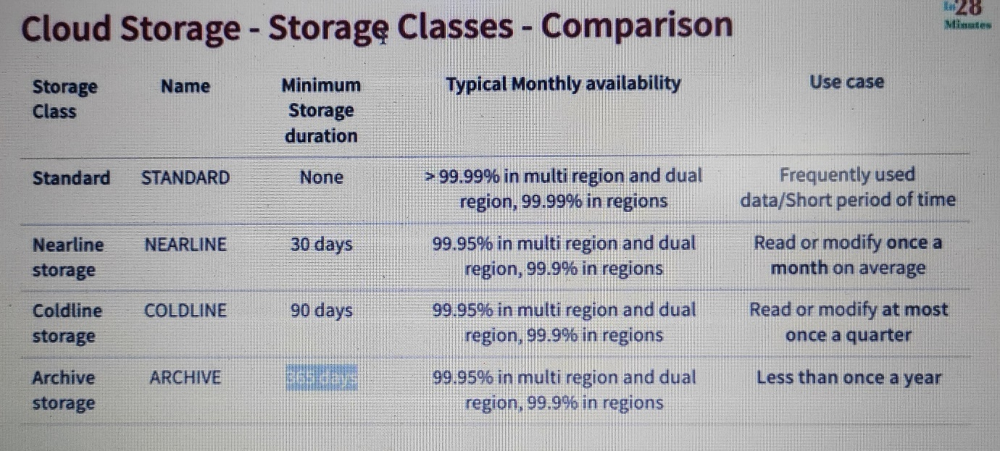 Cloud Storage - Storage Classes - Comparison
In 28
Minutes
Storage Class
Name
Minimum Storage duration
Typical Monthly availability
Use case
Standard
STANDARD
None
> 99.99% in multi region and dual
region, 99.99% in regions
Frequently used
data/Short period of time
Nearline
storage
NEARLINE
30 days
99.95% in multi region and dual
region, 99.9% in regions
Read or modify once a
month on average
Coldline
storage
COLDLINE
90 days
99.95% in multi region and dual
region, 99.9% in regions
Read or modify at most
once a quarter
Archive
storage
ARCHIVE
365 days
99.95% in multi region and dual
region, 99.9% in regions
Less than once a year